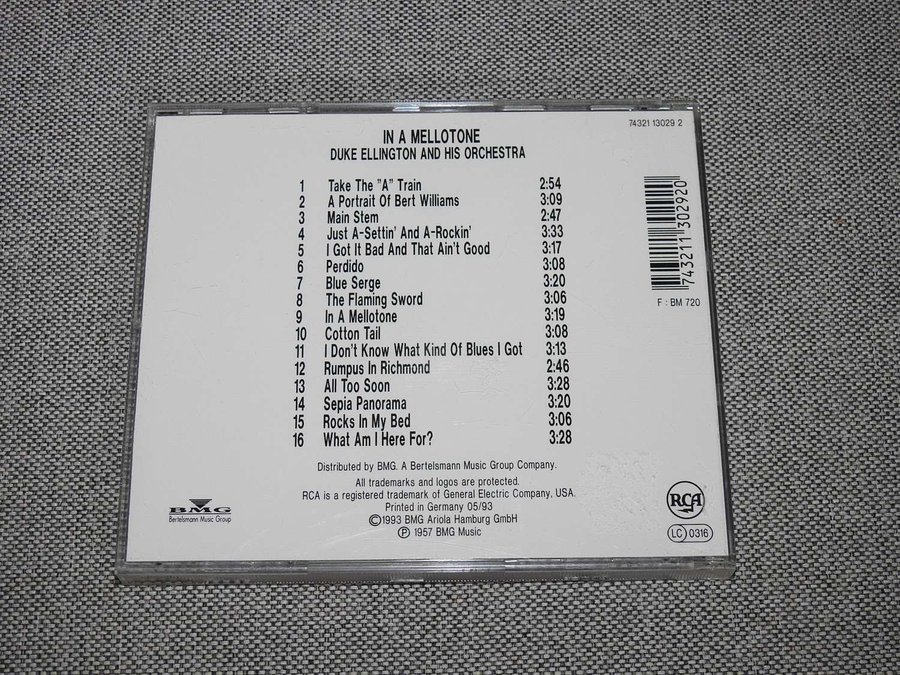 74321 13029 2
IN A MELLOTONE
DUKE ELLINGTON AND HIS ORCHESTRA
1 Take The "A" Train 2:54
2 A Portrait Of Bert Williams 3:09
3 Main Stem 2:47
4 Just A-Settin' And A-Rockin' 3:33
5 I Got It Bad And That Ain't Good 3:17
6 Perdido 3:08
7 Blue Serge 3:20
8 The Flaming Sword 3:06
9 In A Mellotone 3:19
10 Cotton Tail 3:08
11 I Don't Know What Kind Of Blues I Got 3:13
12 Rumpus In Richmond 2:46
13 All Too Soon 3:28
14 Sepia Panorama 3:20
15 Rocks In My Bed 3:06
16 What Am I Here For? 3:28
7 43211 302920
F : BM 720
Distributed by BMG. A Bertelsmann Music Group Company.
All trademarks and logos are protected.
RCA is a registered trademark of General Electric Company, USA.
Printed in Germany 05/93
©1993 BMG Ariola Hamburg GmbH
℗ 1957 BMG Music
BMG
Bertelsmann Music Group
RCA
LC 0316